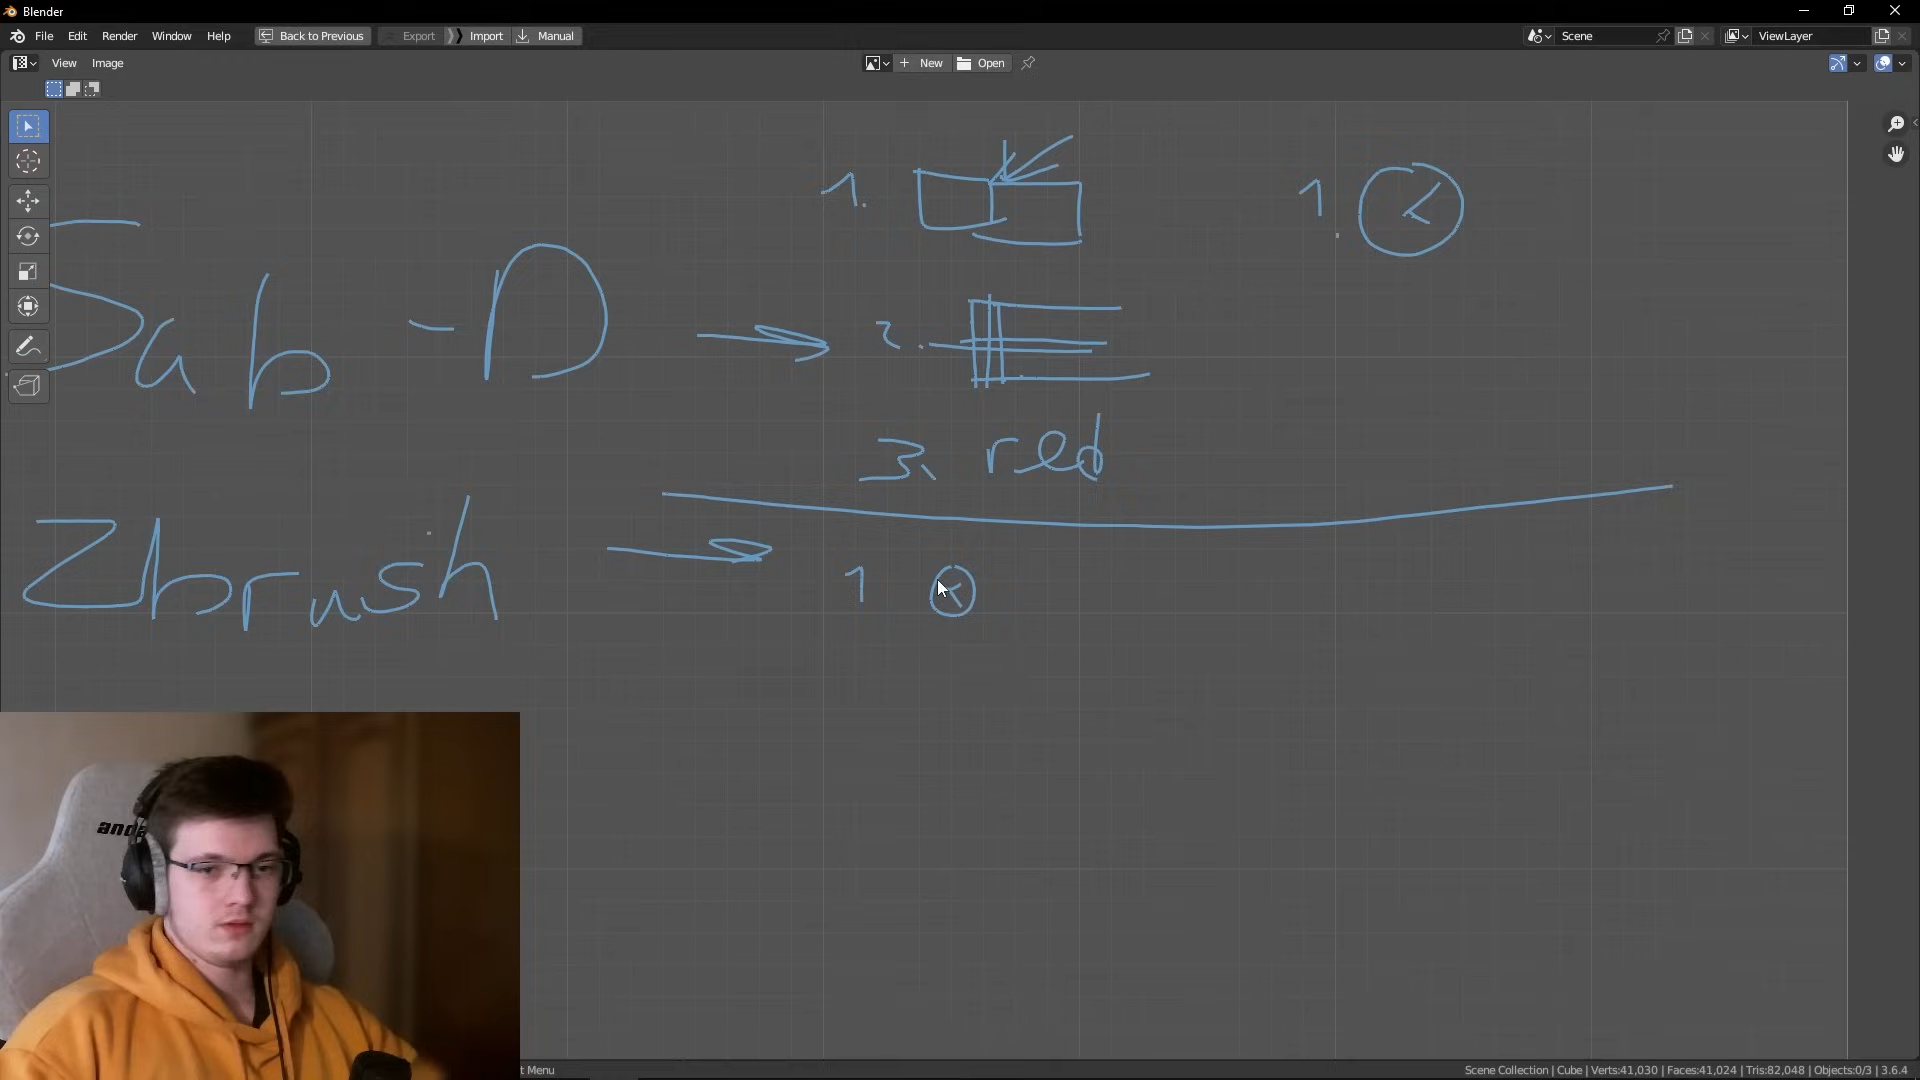 Blender
File Edit Render Window Help Back to Previous Export Import Manual Scene ViewLayer
View Image New Open
1. 1.
Sub-D 2.
3. red
Zbrush 1
anda
t Menu
Scene Collection | Cube | Verts:41,030 | Faces:41,024 | Tris:82,048 | Objects:0/3 | 3.6.4